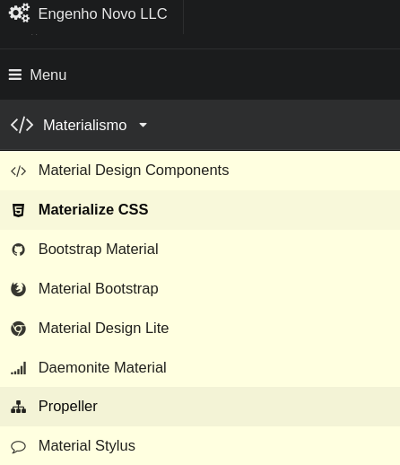 Engenho Novo LLC
Menu
Materialismo
Material Design Components
Materialize CSS
Bootstrap Material
Material Bootstrap
Material Design Lite
Daemonite Material
Propeller
Material Stylus